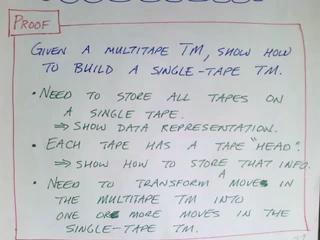 PROOF
GIVEN A MULTITAPE TM, SHOW HOW
TO BUILD A SINGLE-TAPE TM.
• NEED TO STORE ALL TAPES ON
A SINGLE TAPE.
⇒ SHOW DATA REPRESENTATION.
• EACH TAPE HAS A TAPE "HEAD".
⇒ SHOW HOW TO STORE THAT INFO.
• NEED TO TRANSFORM A MOVE IN
THE MULTITAPE TM INTO
ONE OR MORE MOVES IN THE
SINGLE-TAPE TM.